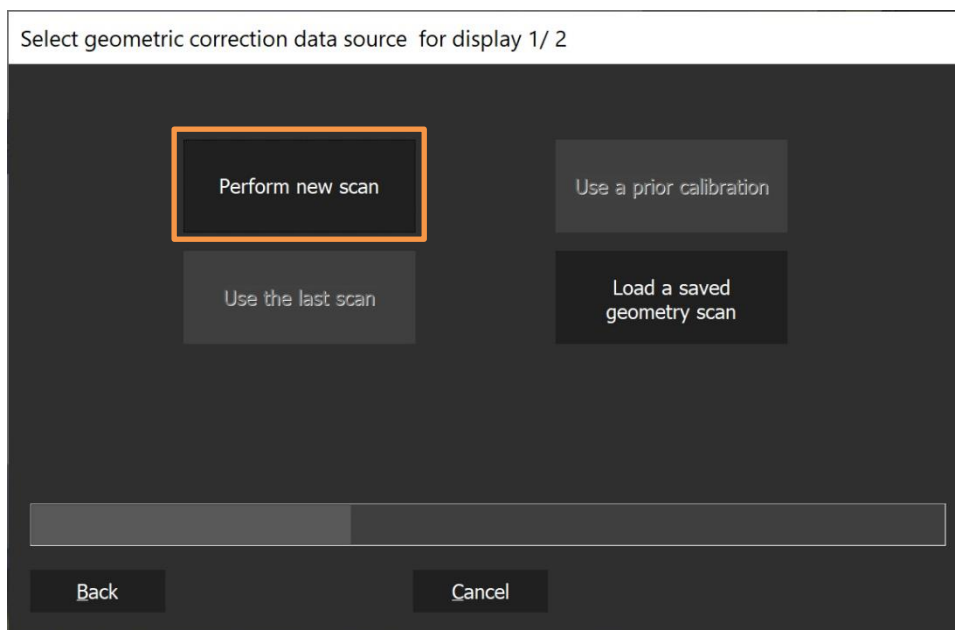 Select geometric correction data source  for display 1/ 2
Perform new scan
Use a prior calibration
Use the last scan
Load a saved
geometry scan
Back
Cancel